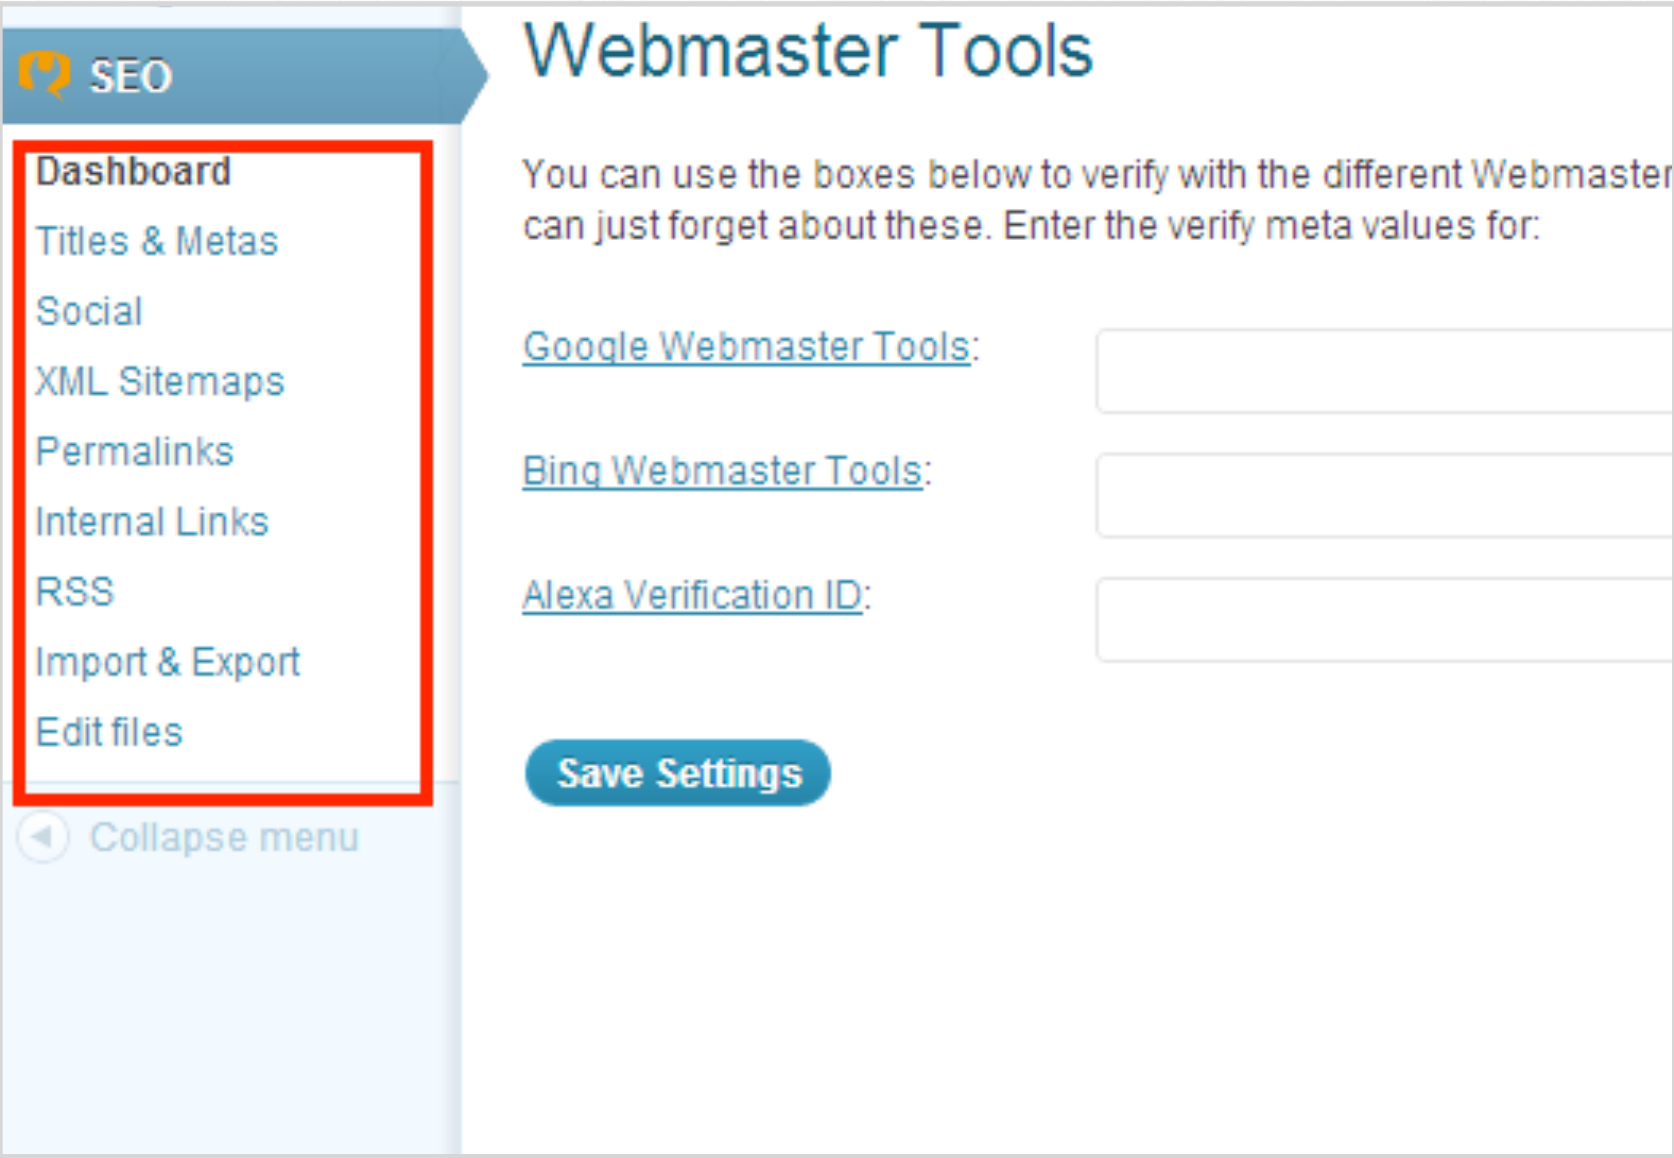 SEO
Dashboard
Titles & Metas
Social
XML Sitemaps
Permalinks
Internal Links
RSS
Import & Export
Edit files
Collapse menu
Webmaster Tools
You can use the boxes below to verify with the different Webmaster
can just forget about these. Enter the verify meta values for:
Google Webmaster Tools:
Bing Webmaster Tools:
Alexa Verification ID:
Save Settings